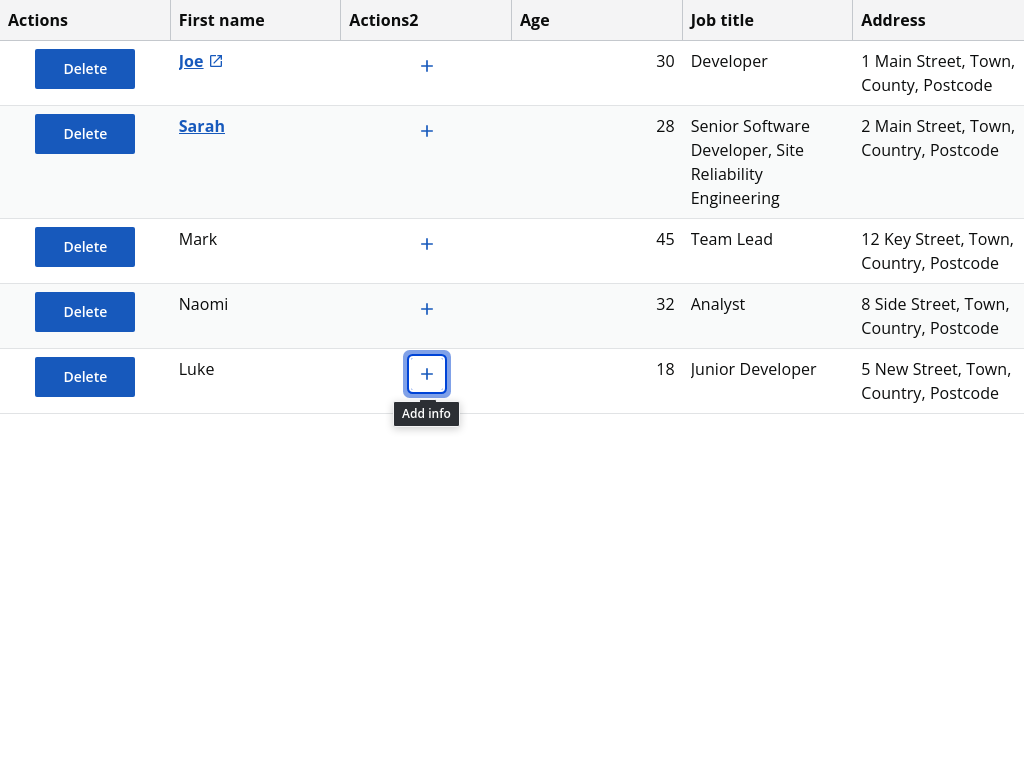 Actions First name Actions2 Age Job title Address
Delete Joe + 30 Developer 1 Main Street, Town,
County, Postcode
Delete Sarah + 28 Senior Software 2 Main Street, Town,
Developer, Site Country, Postcode
Reliability
Engineering
Delete Mark + 45 Team Lead 12 Key Street, Town,
Country, Postcode
Delete Naomi + 32 Analyst 8 Side Street, Town,
Country, Postcode
Delete Luke + 18 Junior Developer 5 New Street, Town,
Country, Postcode
Add info